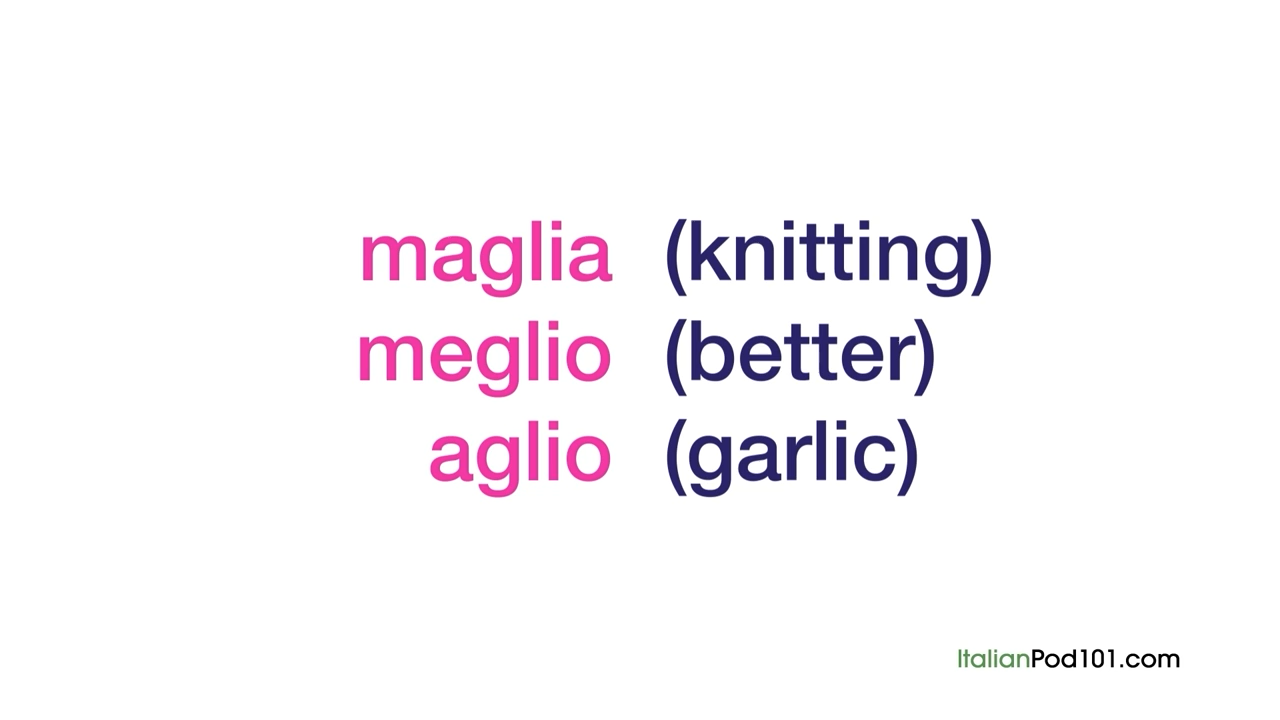 maglia (knitting)
meglio (better)
aglio (garlic)
ItalianPod101.com